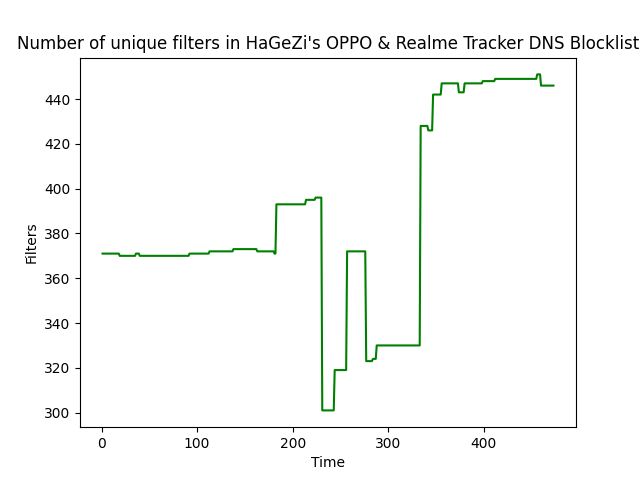 Number of unique filters in HaGeZi's OPPO & Realme Tracker DNS Blocklist
440
420
400
380
360
340
320
300
Filters
0 100 200 300 400
Time